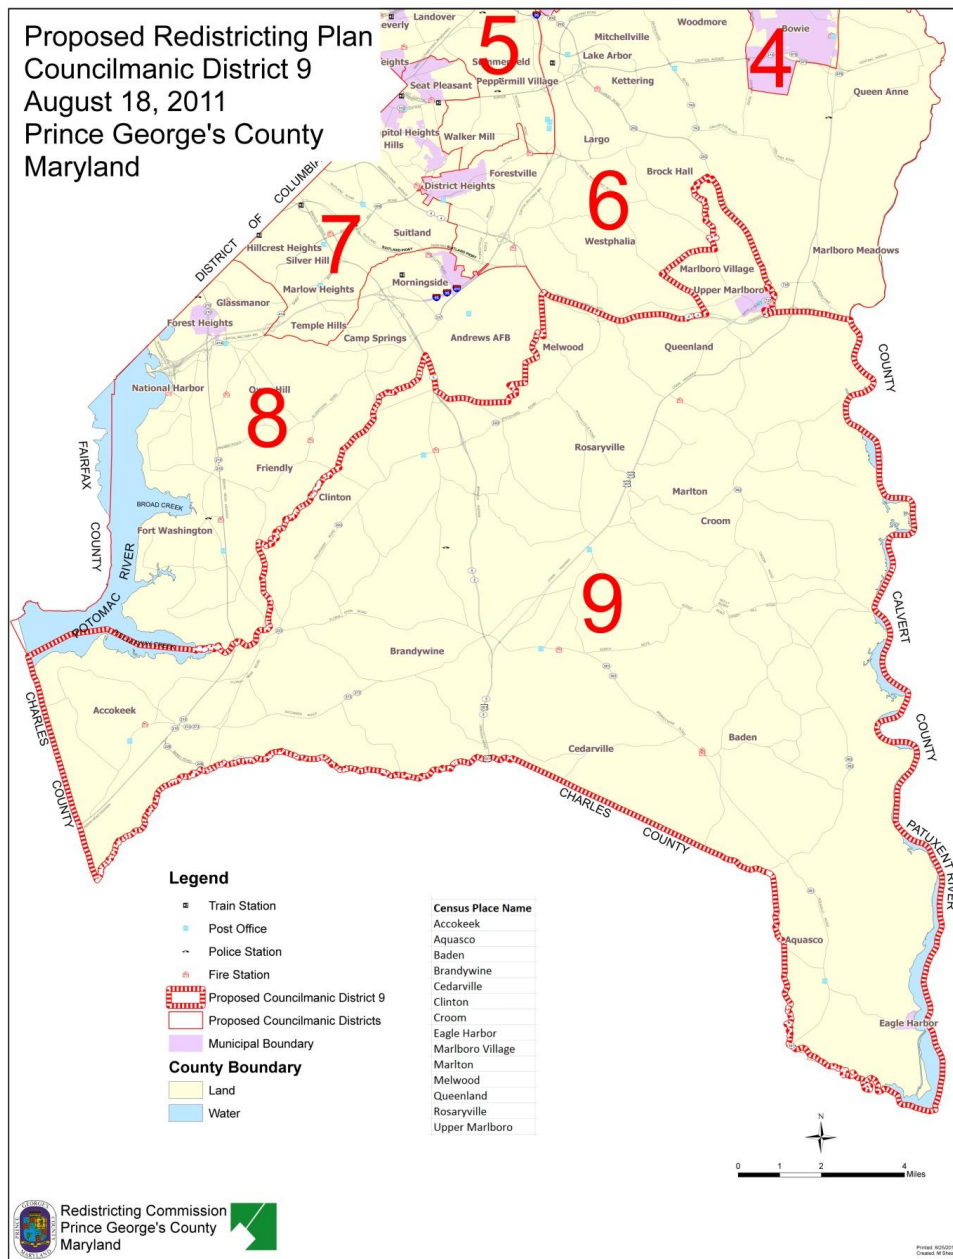 Proposed Redistricting Plan
Councilmanic District 9
August 18, 2011
Prince George's County
Maryland
Landover
Woodmore
Bowie
5
Mitchellville
4
Lake Arbor
Peppermill Village
Kettering
Seat Pleasant
Queen Anne
Walker Mill
Largo
Hills
Forestville
Brock Hall
District Heights
6
DISTRICT OF COLUMBIA
7
Suitland
Westphalia
Hillcrest Heights
Silver Hill
Marlboro Meadows
Marlboro Village
Morningside
Upper Marlboro
Marlow Heights
Glassmanor
Forest Heights
Temple Hills
Camp Springs
Andrews AFB
Melwood
Queenland
COUNTY
National Harbor
8
Friendly
Rosaryville
FAIRFAX
COUNTY
Clinton
Marlton
BROAD CREEK
Croom
Fort Washington
POTOMAC RIVER
9
CALVERT
COUNTY
Brandywine
CHARLES
COUNTY
Accokeek
Baden
Cedarville
CHARLES
COUNTY
PATUXENT RIVER
Aquasco
Eagle Harbor
Legend
Train Station
Post Office
Police Station
Fire Station
Proposed Councilmanic District 9
Proposed Councilmanic Districts
Municipal Boundary
County Boundary
Land
Water
Census Place Name
Accokeek
Aquasco
Baden
Brandywine
Cedarville
Clinton
Croom
Eagle Harbor
Marlboro Village
Marlton
Melwood
Queenland
Rosaryville
Upper Marlboro
N
0 1 2 4
Miles
Redistricting Commission
Prince George's County
Maryland